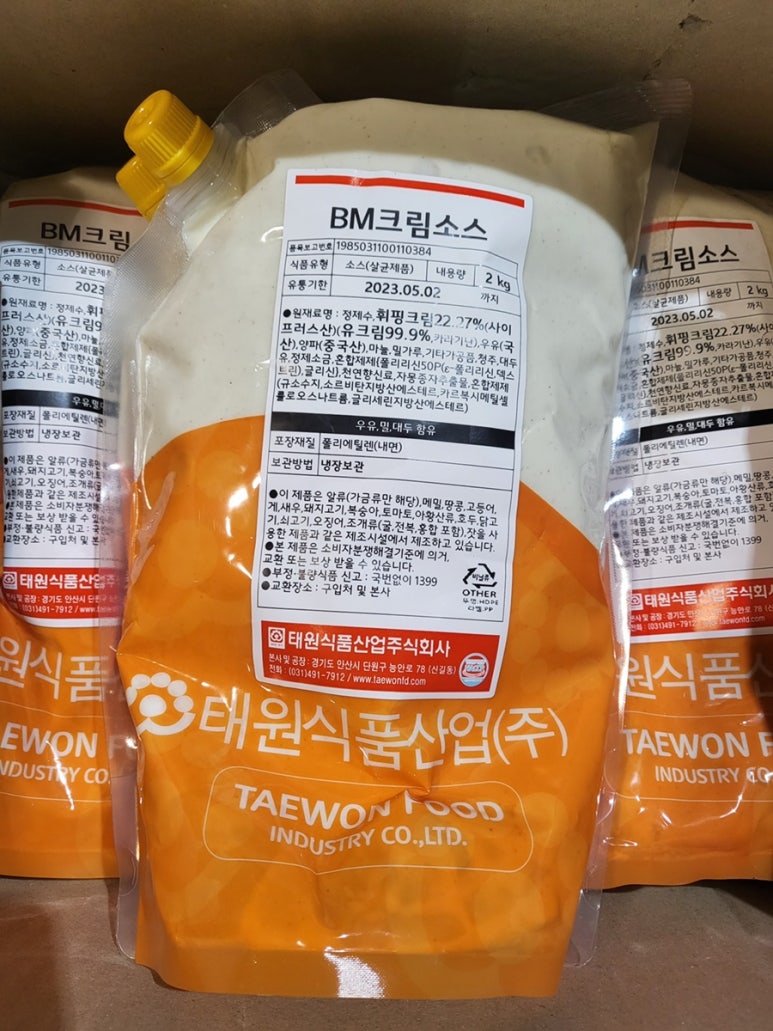 BM크림소스
품목보고번호 1985031100110384
식품유형 소스(살균제품) 내용량 2 kg
유통기한 2023.05.02 까지
●원재료명 : 정제수,휘핑크림22.27%(사이
프러스산)(유크림99.9%,카라기난),우유(국
산),양파(중국산),마늘,밀가루,기타가공품,청주,대두
유,정제소금,혼합제제(폴리리신50P(ε-폴리리신,덱스
트린),글리신),천연향신료,자몽종자추출물,혼합제제
(규소수지,소르비탄지방산에스테르,카르복시메틸셀
룰로오스나트륨,글리세린지방산에스테르)
우유,밀,대두 함유
포장재질 폴리에틸렌(내면)
보관방법 냉장보관
●이 제품은 알류(가금류만 해당),메밀,땅콩,고등어,
게,새우,돼지고기,복숭아,토마토,아황산류,호두,닭고
기,쇠고기,오징어,조개류(굴,전복,홍합 포함),잣을 사
용한 제품과 같은 제조시설에서 제조하고 있습니다.
●본 제품은 소비자분쟁해결기준에 의거,
교환 또는 보상 받을 수 있습니다.
●부정·불량식품 신고 : 국번없이 1399
●교환장소 : 구입처 및 본사
비닐류
OTHER
뚜껑:HDPE
라벨:PP
태원식품산업주식회사
본사 및 공장 : 경기도 안산시 단원구 능안로 78 (신길동)
전화 : (031)491-7912 / www.taewonfd.com
태원식품산업(주)
TAEWON FOOD
INDUSTRY CO.,LTD.